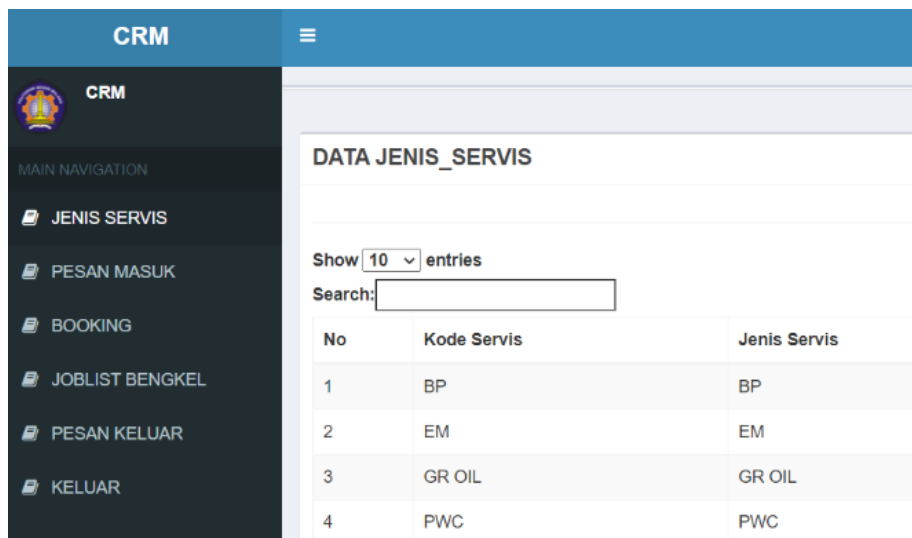 CRM
CRM
MAIN NAVIGATION
JENIS SERVIS
PESAN MASUK
BOOKING
JOBLIST BENGKEL
PESAN KELUAR
KELUAR
DATA JENIS_SERVIS
Show 10 entries
Search:
No Kode Servis Jenis Servis
1 BP BP
2 EM EM
3 GR OIL GR OIL
4 PWC PWC